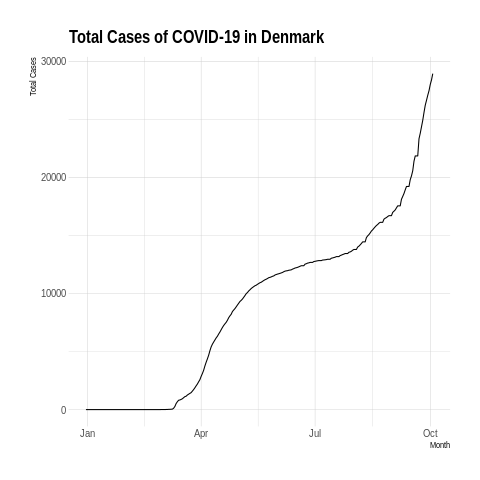 Total Cases of COVID-19 in Denmark
Total Cases
30000
20000
10000
0
Jan Apr Jul Oct
Month